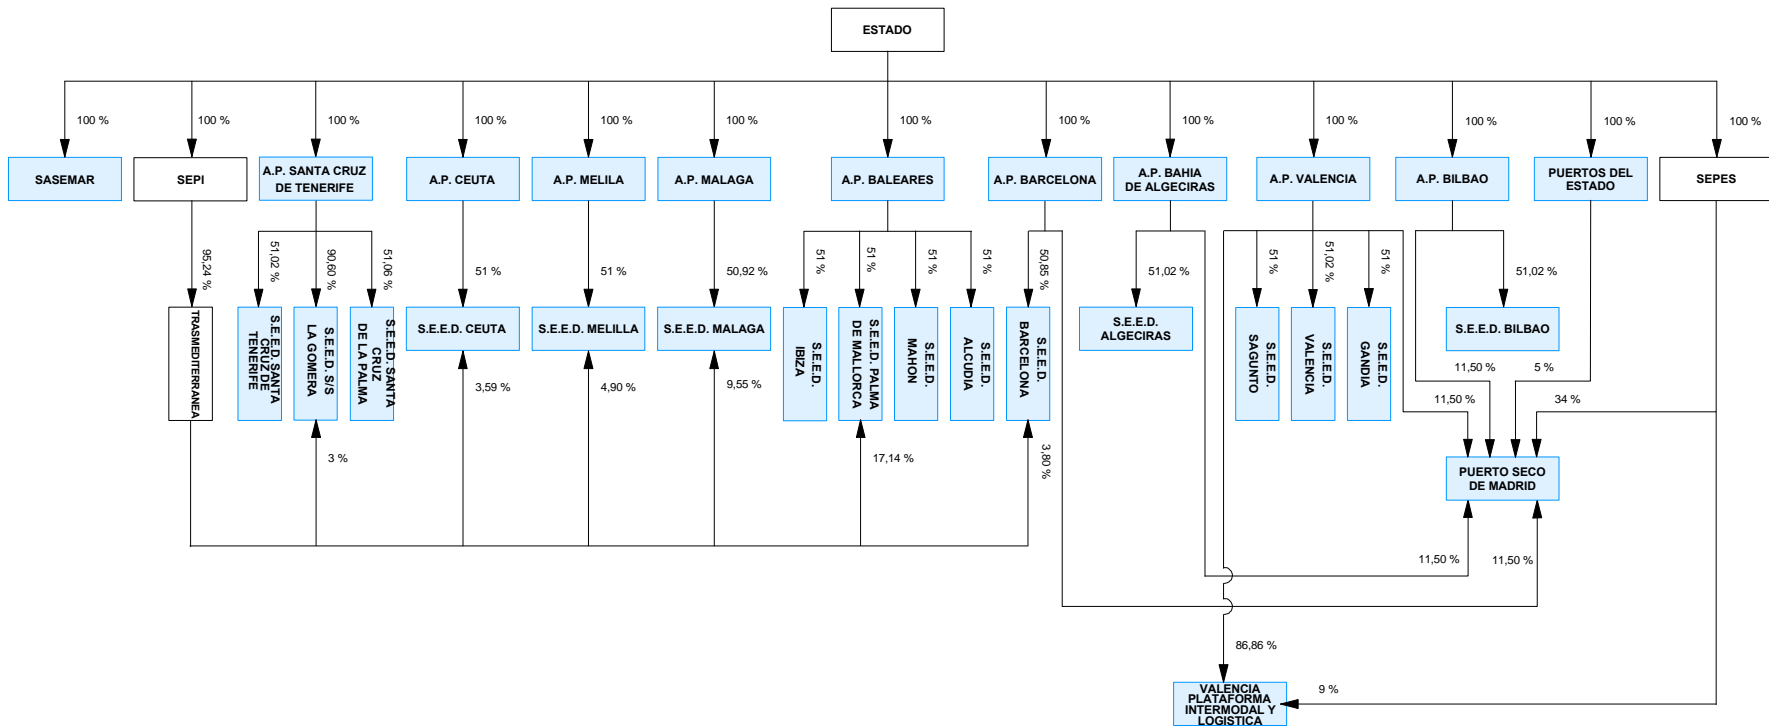 ESTADO
100 %
100 %
100 %
100 %
100 %
100 %
100 %
100 %
100 %
100 %
100 %
100 %
100 %
SASEMAR
SEPI
A.P. SANTA CRUZ
DE TENERIFE
A.P. CEUTA
A.P. MELILA
A.P. MALAGA
A.P. BALEARES
A.P. BARCELONA
A.P. BAHIA
DE ALGECIRAS
A.P. VALENCIA
A.P. BILBAO
PUERTOS DEL
ESTADO
SEPES
95,24 %
51,02 %
90,60 %
51,06 %
51 %
51 %
50,92 %
51 %
51 %
51 %
51 %
50,85 %
51,02 %
51 %
51,02 %
51 %
51,02 %
TRASMEDITERRANEA
S.E.E.D. SANTA
CRUZ DE
TENERIFE
S.E.E.D. S/S
LA GOMERA
S.E.E.D. SANTA
CRUZ
DE LA PALMA
S.E.E.D. CEUTA
S.E.E.D. MELILLA
S.E.E.D. MALAGA
S.E.E.D.
IBIZA
S.E.E.D. PALMA
DE MALLORCA
S.E.E.D.
MAHON
S.E.E.D.
ALCUDIA
S.E.E.D.
BARCELONA
S.E.E.D.
ALGECIRAS
S.E.E.D.
SAGUNTO
S.E.E.D.
VALENCIA
S.E.E.D.
GANDIA
S.E.E.D. BILBAO
3,59 %
4,90 %
9,55 %
11,50 %
5 %
11,50 %
34 %
3 %
17,14 %
3,80 %
PUERTO SECO
DE MADRID
11,50 %
11,50 %
86,86 %
9 %
VALENCIA
PLATAFORMA
INTERMODAL Y
LOGISTICA